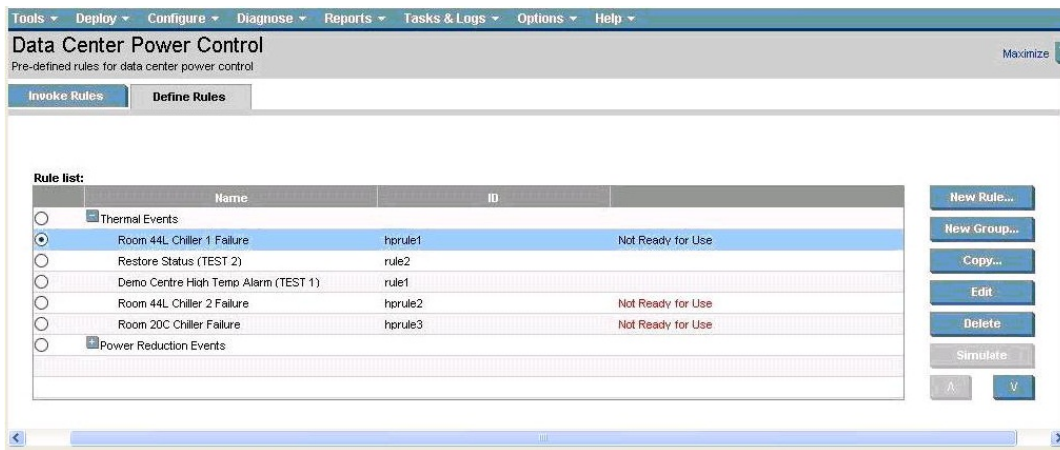 Tools Deploy Configure Diagnose Reports Tasks & Logs Options Help
Data Center Power Control
Maximize
Pre-defined rules for data center power control
Invoke Rules Define Rules
Rule list:
Name ID
New Rule...
Thermal Events
New Group...
Room 44L Chiller 1 Failure hprule1 Not Ready for Use
Restore Status (TEST 2) rule2
Copy...
Demo Centre High Temp Alarm (TEST 1) rule1
Edit
Room 44L Chiller 2 Failure hprule2 Not Ready for Use
Room 20C Chiller Failure hprule3 Not Ready for Use
Delete
Power Reduction Events
Simulate
Λ V